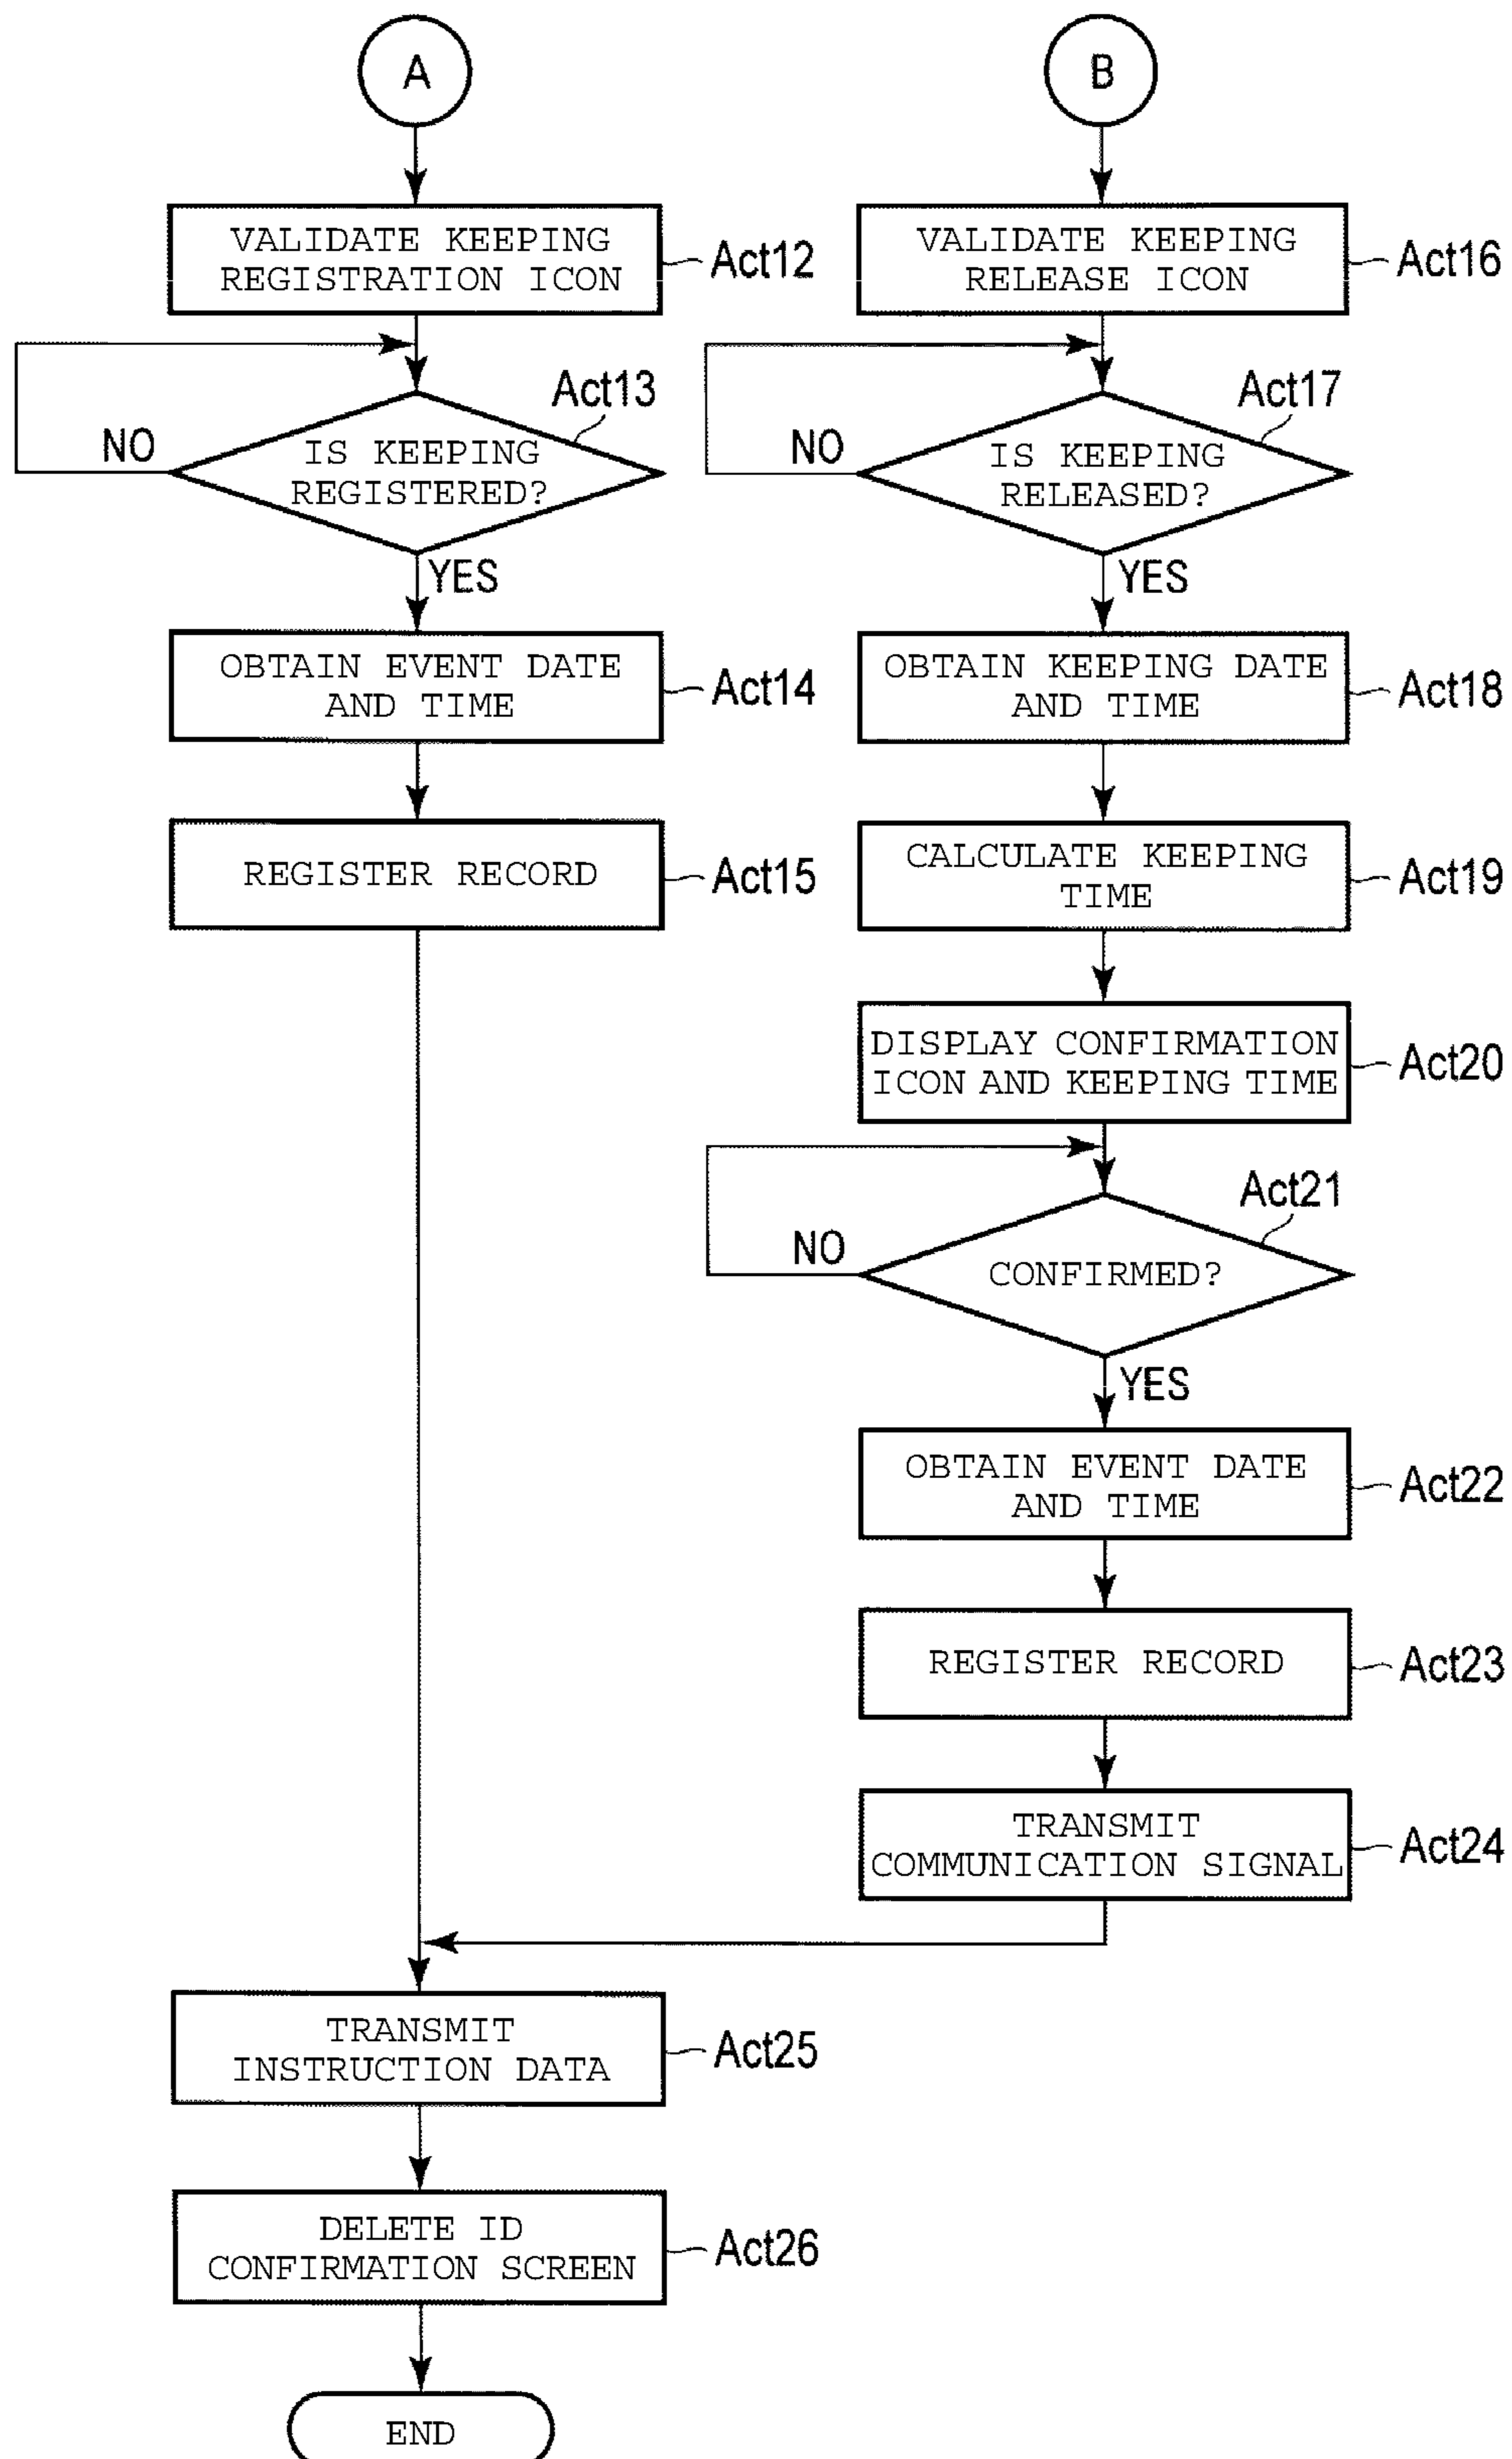 A
VALIDATE KEEPING
REGISTRATION ICON
Act12
Act13
NO
IS KEEPING
REGISTERED?
YES
OBTAIN EVENT DATE
AND TIME
Act14
REGISTER RECORD
Act15
B
VALIDATE KEEPING
RELEASE ICON
Act16
Act17
NO
IS KEEPING
RELEASED?
YES
OBTAIN KEEPING DATE
AND TIME
Act18
CALCULATE KEEPING
TIME
Act19
DISPLAY CONFIRMATION
ICON AND KEEPING TIME
Act20
Act21
NO
CONFIRMED?
YES
OBTAIN EVENT DATE
AND TIME
Act22
REGISTER RECORD
Act23
TRANSMIT
COMMUNICATION SIGNAL
Act24
TRANSMIT
INSTRUCTION DATA
Act25
DELETE ID
CONFIRMATION SCREEN
Act26
END